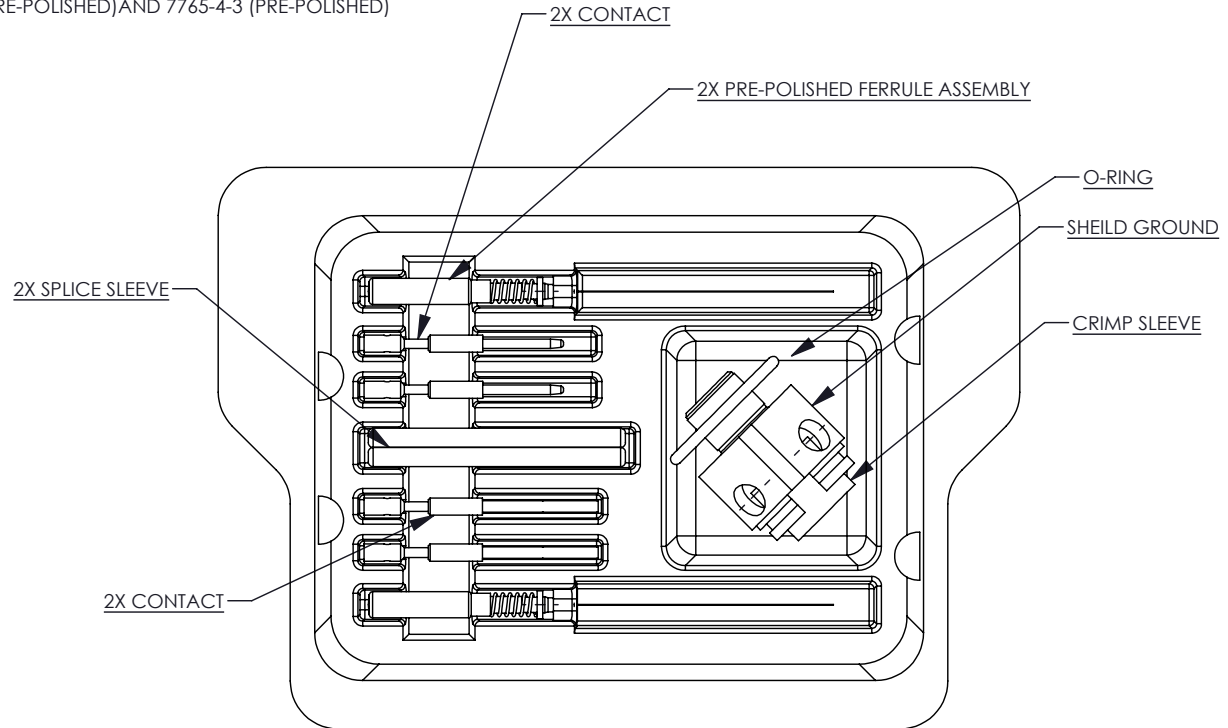 RE-POLISHED)AND 7765-4-3 (PRE-POLISHED)
2X CONTACT
2X PRE-POLISHED FERRULE ASSEMBLY
O-RING
SHEILD GROUND
2X SPLICE SLEEVE
CRIMP SLEEVE
2X CONTACT